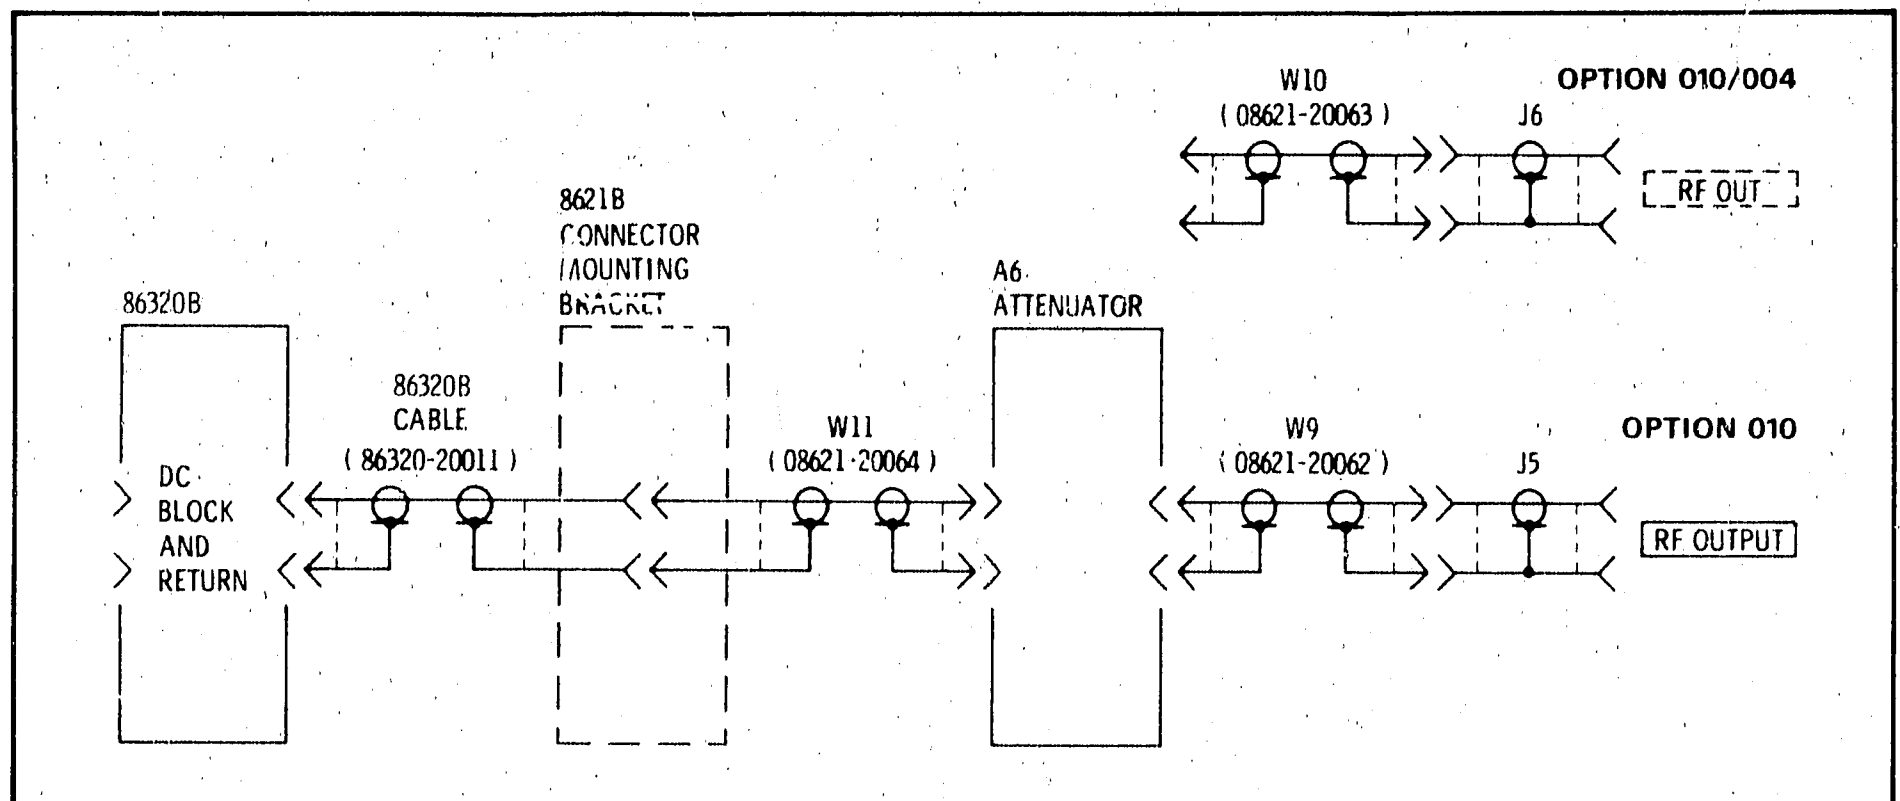 OPTION 010/004
W10
(08621-20063)
J6
RF OUT
8621B
CONNECTOR
MOUNTING
BRACKET
A6
ATTENUATOR
86320B
86320B
CABLE
(86320-20011)
W11
(08621-20064)
OPTION 010
W9
(08621-20062)
J5
DC
BLOCK
AND
RETURN
RF OUTPUT